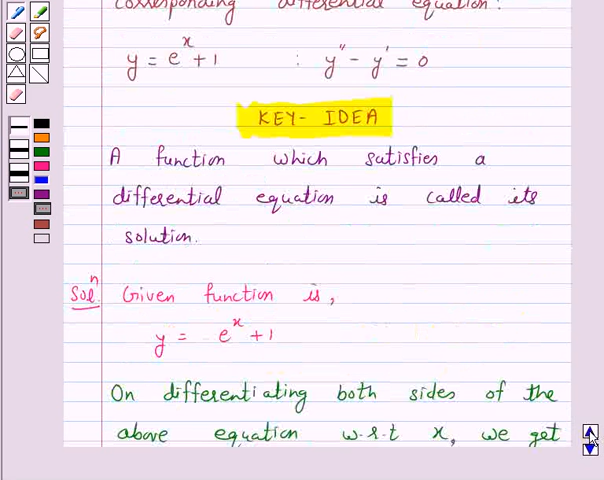 corresponding differential equation:
y = e^x + 1 : y'' - y' = 0
KEY- IDEA
A function which satisfies a
differential equation is called its
solution.
Solⁿ Given function is,
y = e^x + 1
On differentiating both sides of the
above equation w.r.t x, we get